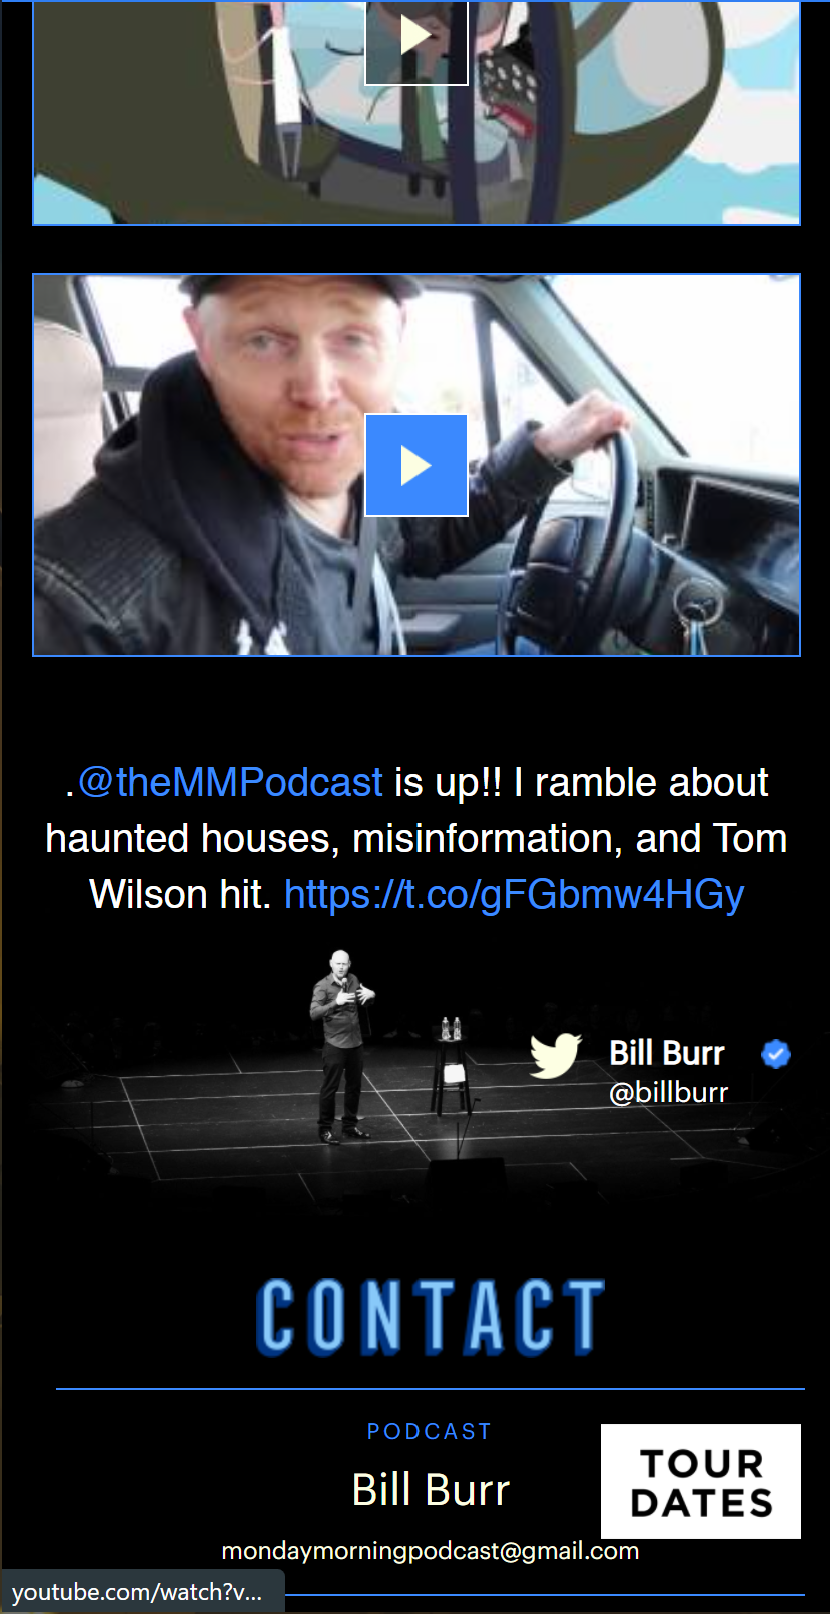 .@theMMPodcast is up!! I ramble about
haunted houses, misinformation, and Tom
Wilson hit. https://t.co/gFGbmw4HGy
Bill Burr
@billburr
CONTACT
PODCAST
Bill Burr
TOUR
DATES
mondaymorningpodcast@gmail.com
youtube.com/watch?v...